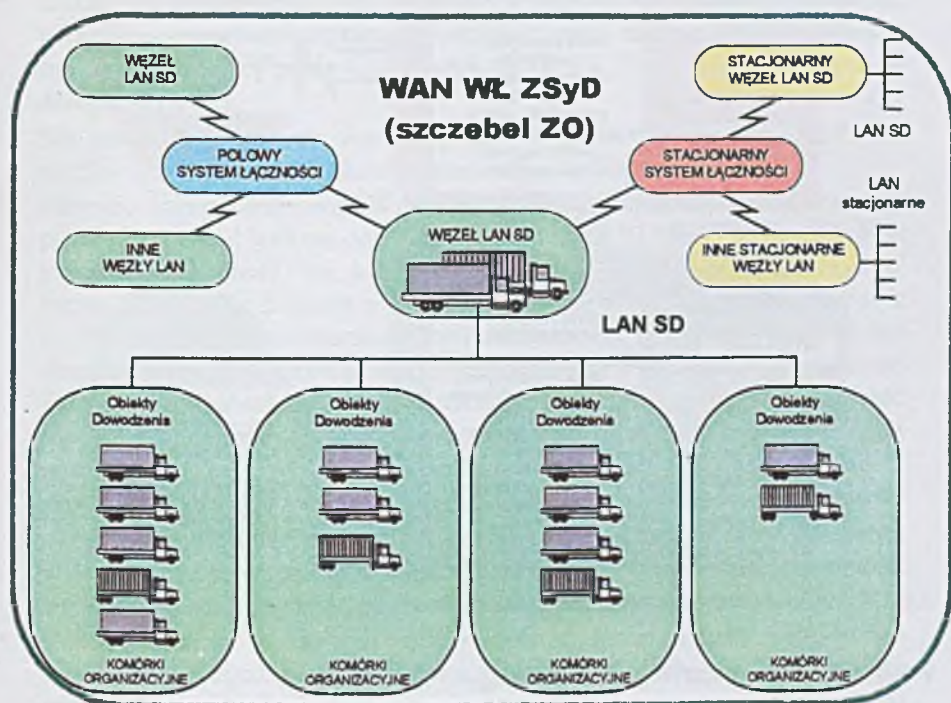 WĘZEŁ
LAN SD
WAN WŁ ZSyD
(szczebel ZO)
STACJONARNY
WĘZEŁ LAN SD
LAN SD
POLOWY
SYSTEM ŁĄCZNOŚCI
STACJONARNY
SYSTEM ŁĄCZNOŚCI
LAN
stacjonarne
INNE
WĘZŁY LAN
WĘZEŁ LAN SD
INNE STACJONARNE
WĘZŁY LAN
LAN SD
Obiekty
Dowodzenia
KOMÓRKI
ORGANIZACYJNE
Obiekty
Dowodzenia
KOMÓRKI
ORGANIZACYJNE
Obiekty
Dowodzenia
KOMÓRKI
ORGANIZACYJNE
Obiekty
Dowodzenia
KOMÓRKI
ORGANIZACYJNE